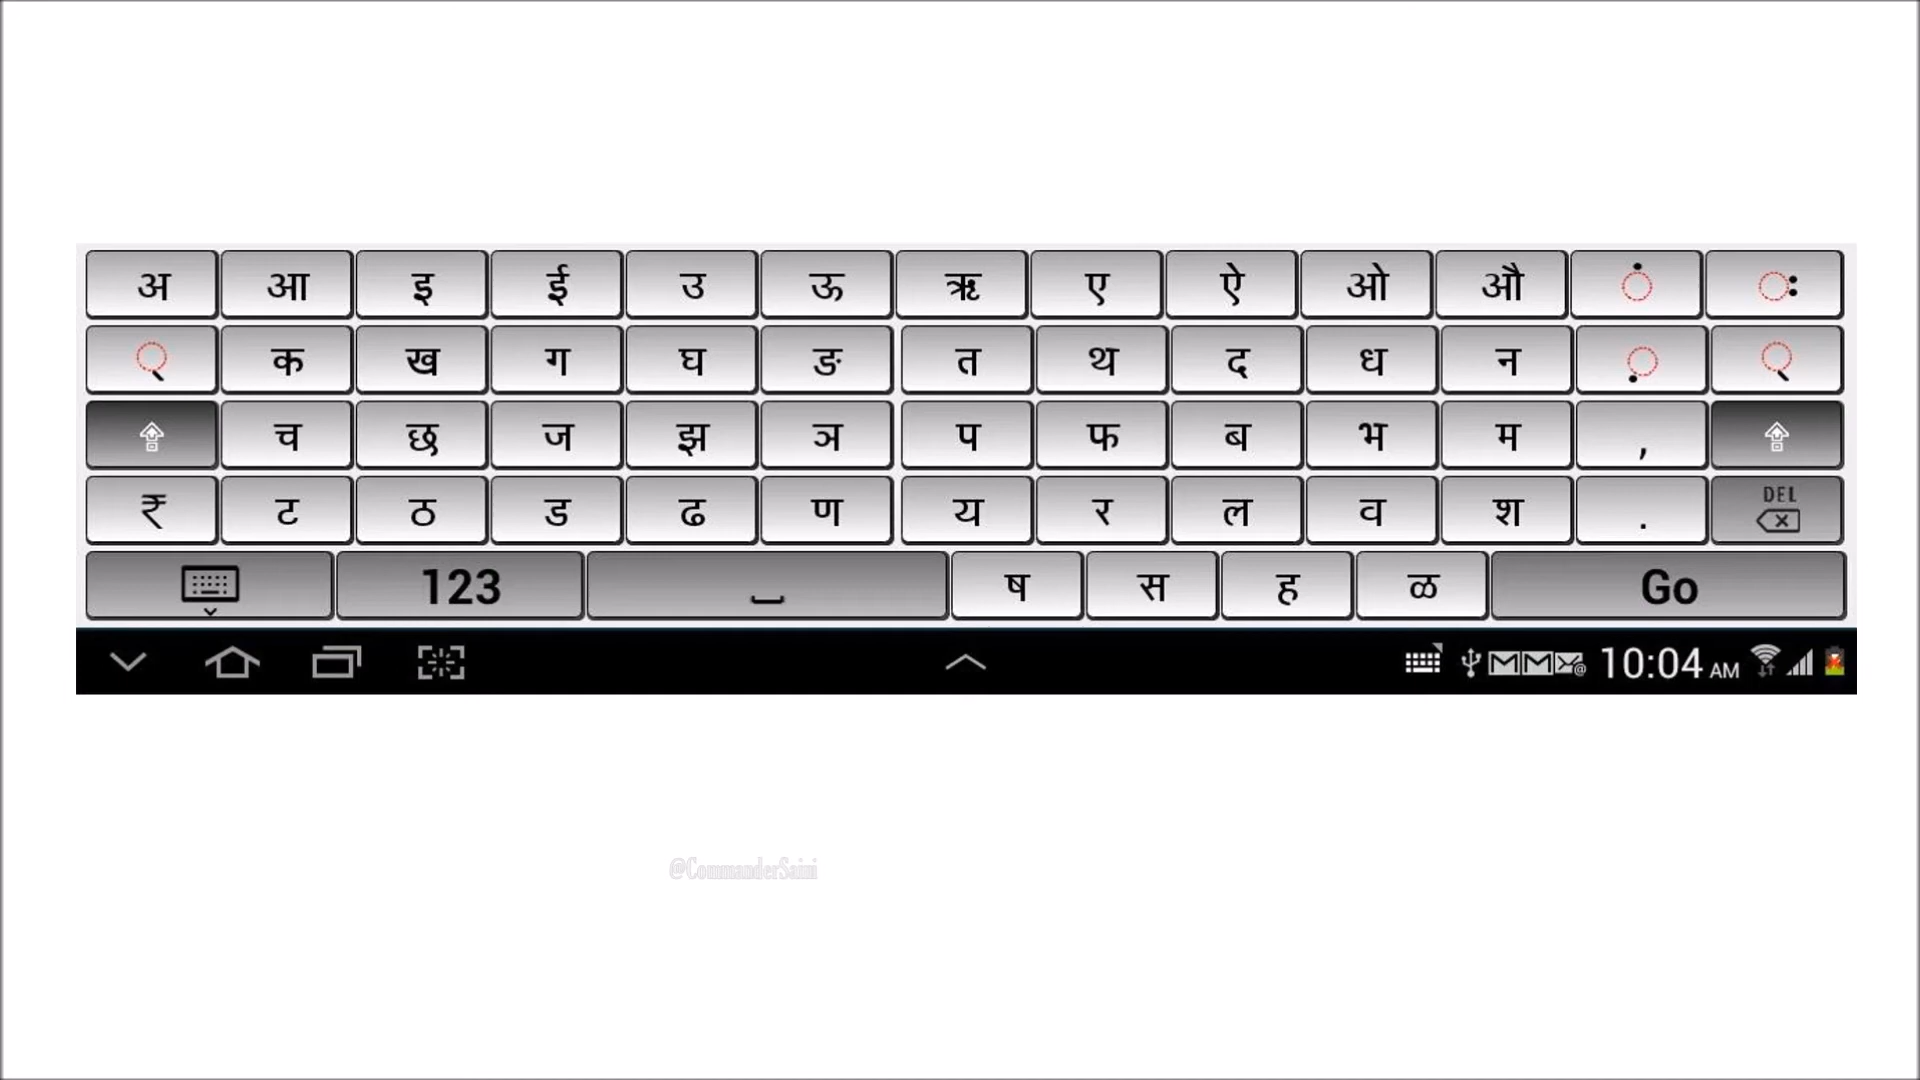 अ आ इ ई उ ऊ ऋ ए ऐ ओ औ ं ः
् क ख ग घ ङ त थ द ध न ़ ्
च छ ज झ ञ प फ ब भ म ,
₹ ट ठ ड ढ ण य र ल व श . DEL
123 ष स ह ळ Go
10:04 AM
@CommanderSaini